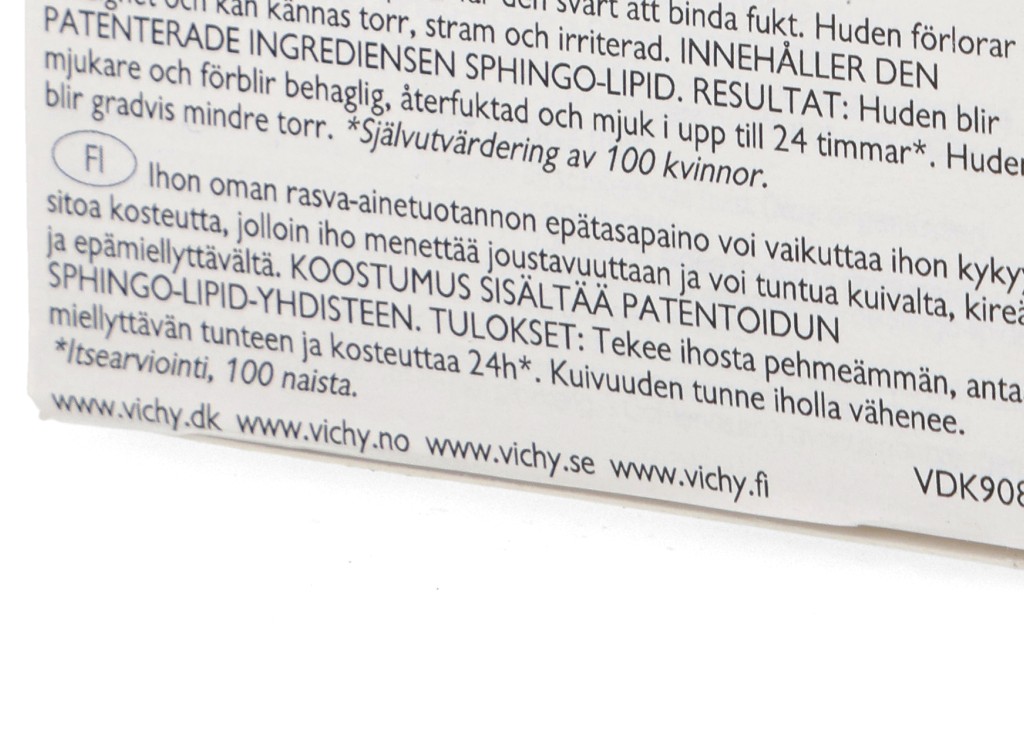 och kan kännas torr, stram och irriterad. INNEHÅLLER DEN
svårt att binda fukt. Huden förlorar
PATENTERADE INGREDIENSEN SPHINGO-LIPID. RESULTAT: Huden blir
mjukare och förblir behaglig, återfuktad och mjuk i upp till 24 timmar*. Huden
blir gradvis mindre torr. *Självutvärdering av 100 kvinnor.
FI Ihon oman rasva-ainetuotannon epätasapaino voi vaikuttaa ihon kyky
sitoa kosteutta, jolloin iho menettää joustavuuttaan ja voi tuntua kuivalta, kireä
ja epämiellyttävältä. KOOSTUMUS SISÄLTÄÄ PATENTOIDUN
SPHINGO-LIPID-YHDISTEEN. TULOKSET: Tekee ihosta pehmeämmän, anta
miellyttävän tunteen ja kosteuttaa 24h*. Kuivuuden tunne iholla vähenee.
*Itsearviointi, 100 naista.
www.vichy.dk www.vichy.no www.vichy.se www.vichy.fi VDK908